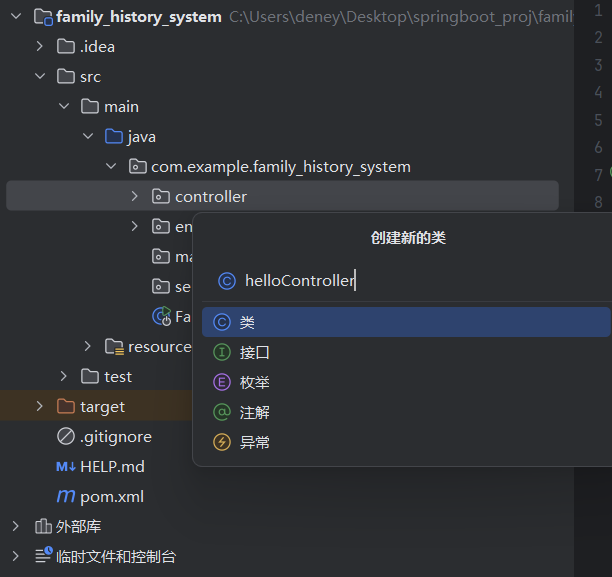 family_history_system C:\Users\deney\Desktop\springboot_proj\famil
1
.idea
2
src
3
main
4
java
5
com.example.family_history_system
6
controller
7
8
en
创建新的类
ma
helloController
se
Fa
类
resource
接口
test
枚举
target
注解
.gitignore
异常
HELP.md
pom.xml
外部库
临时文件和控制台